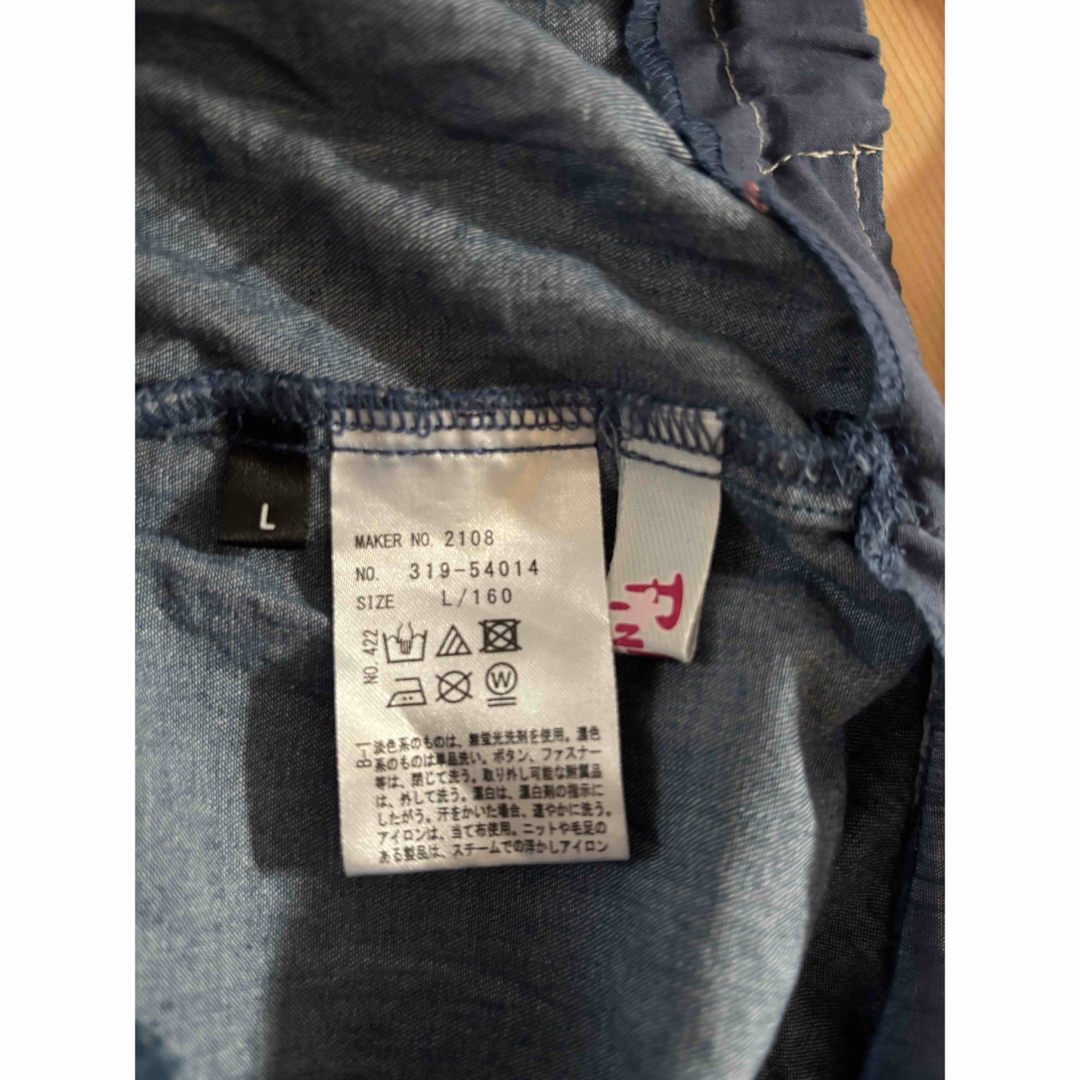 L
MAKER NO. 2108
NO. 319-54014
SIZE L/160
NO. 422
W
B-1
淡色系のものは、無蛍光洗剤を使用。濃色
系のものは単品洗い。ボタン、ファスナー
等は、閉じて洗う。取り外し可能な附属品
は、外して洗う。漂白は、漂白剤の指示に
したがう。汗をかいた場合、速やかに洗う。
アイロンは、当て布使用。ニットや毛足の
ある製品は、スチームでの浮かしアイロン